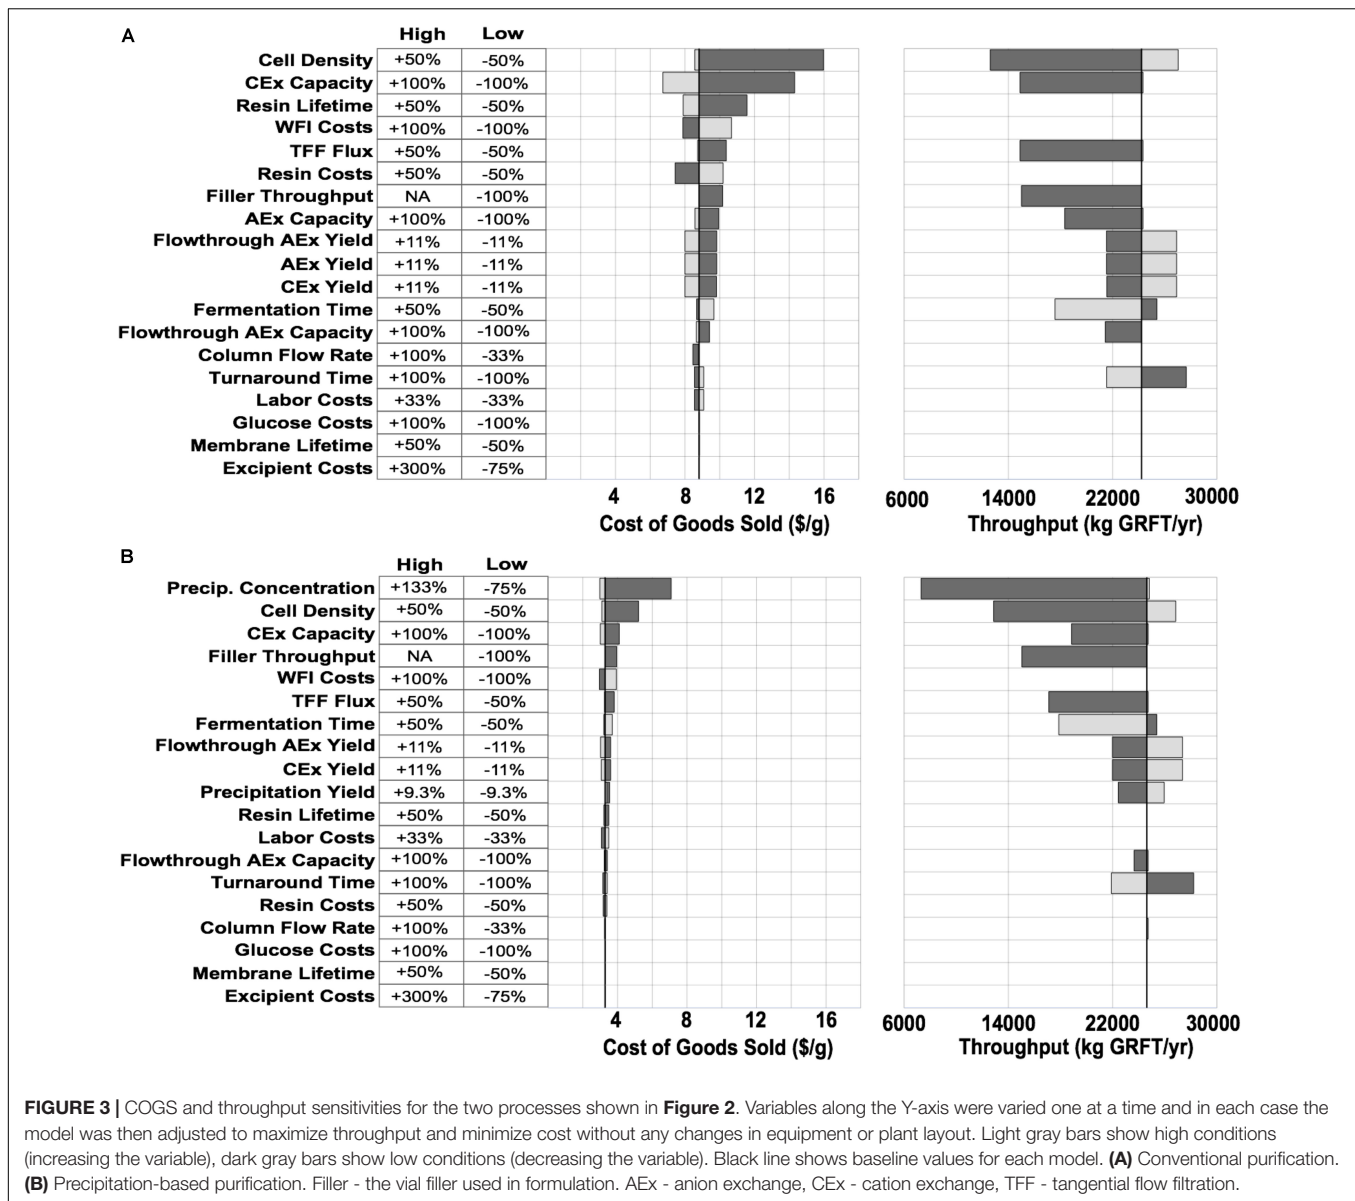 A
High Low
Cell Density +50% -50%
CEx Capacity +100% -100%
Resin Lifetime +50% -50%
WFI Costs +100% -100%
TFF Flux +50% -50%
Resin Costs +50% -50%
Filler Throughput NA -100%
AEx Capacity +100% -100%
Flowthrough AEx Yield +11% -11%
AEx Yield +11% -11%
CEx Yield +11% -11%
Fermentation Time +50% -50%
Flowthrough AEx Capacity +100% -100%
Column Flow Rate +100% -33%
Turnaround Time +100% -100%
Labor Costs +33% -33%
Glucose Costs +100% -100%
Membrane Lifetime +50% -50%
Excipient Costs +300% -75%
4 8 12 16 6000 14000 22000 30000
Cost of Goods Sold ($/g) Throughput (kg GRFT/yr)
B
High Low
Precip. Concentration +133% -75%
Cell Density +50% -50%
CEx Capacity +100% -100%
Filler Throughput NA -100%
WFI Costs +100% -100%
TFF Flux +50% -50%
Fermentation Time +50% -50%
Flowthrough AEx Yield +11% -11%
CEx Yield +11% -11%
Precipitation Yield +9.3% -9.3%
Resin Lifetime +50% -50%
Labor Costs +33% -33%
Flowthrough AEx Capacity +100% -100%
Turnaround Time +100% -100%
Resin Costs +50% -50%
Column Flow Rate +100% -33%
Glucose Costs +100% -100%
Membrane Lifetime +50% -50%
Excipient Costs +300% -75%
4 8 12 16 6000 14000 22000 30000
Cost of Goods Sold ($/g) Throughput (kg GRFT/yr)
FIGURE 3 | COGS and throughput sensitivities for the two processes shown in Figure 2. Variables along the Y-axis were varied one at a time and in each case the
model was then adjusted to maximize throughput and minimize cost without any changes in equipment or plant layout. Light gray bars show high conditions
(increasing the variable), dark gray bars show low conditions (decreasing the variable). Black line shows baseline values for each model. (A) Conventional purification.
(B) Precipitation-based purification. Filler - the vial filler used in formulation. AEx - anion exchange, CEx - cation exchange, TFF - tangential flow filtration.